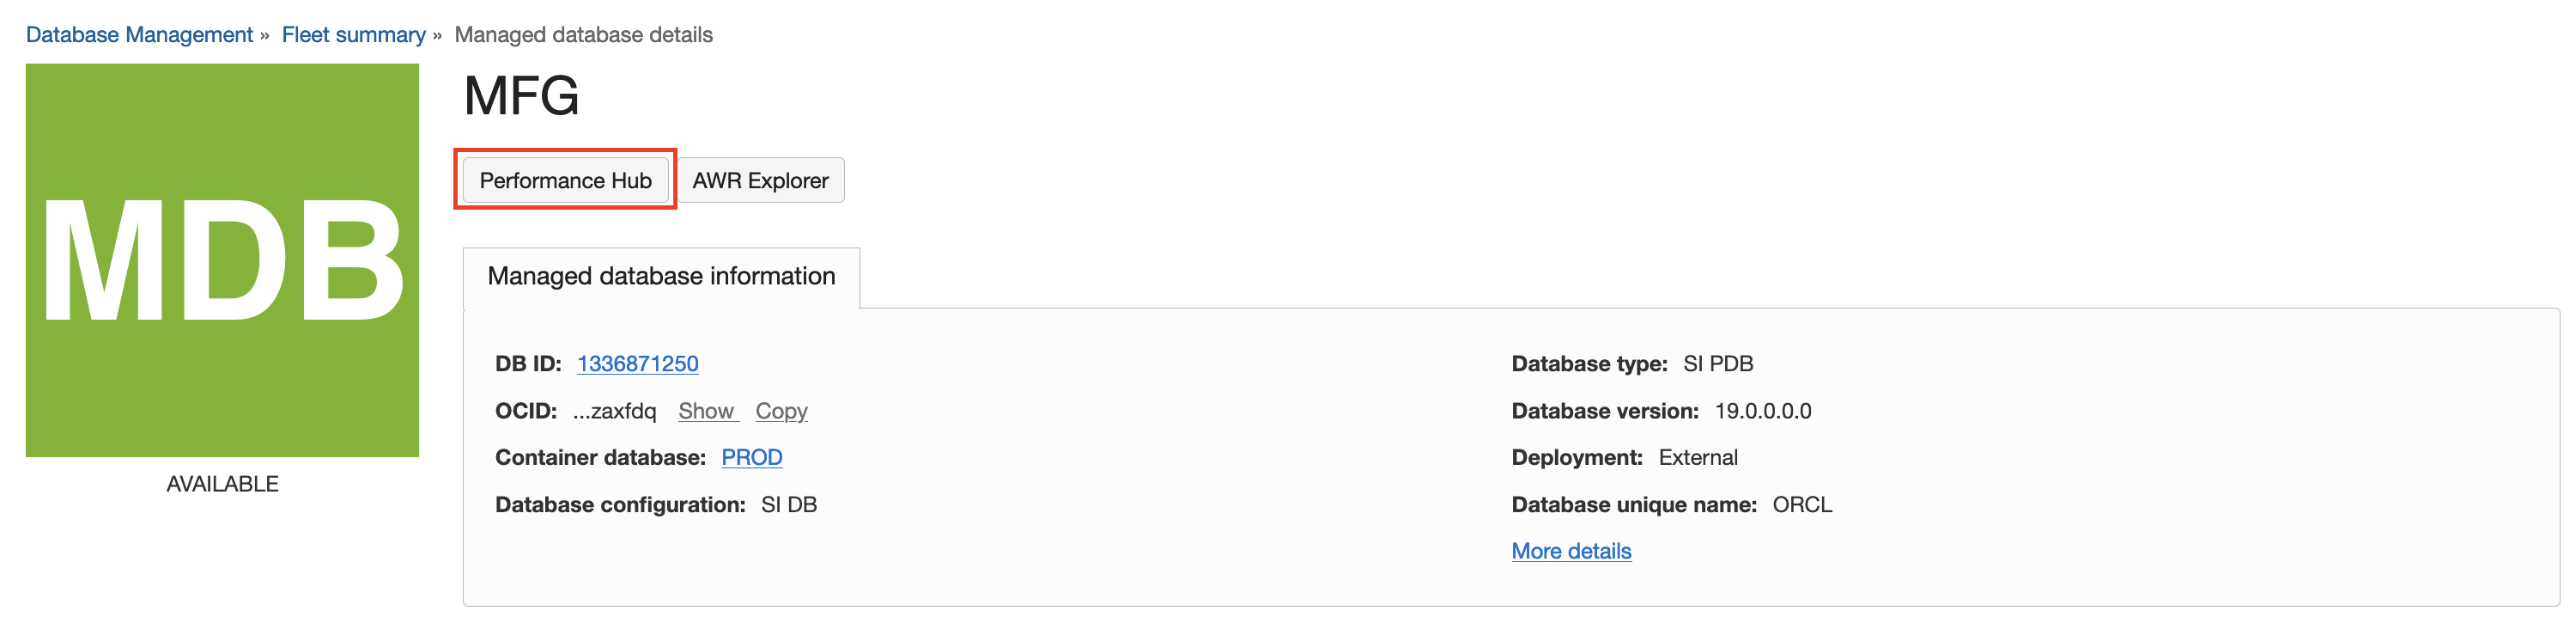 Database Management » Fleet summary » Managed database details
MDB
AVAILABLE
MFG
Performance Hub AWR Explorer
Managed database information
DB ID: 1336871250
OCID: ...zaxfdq Show Copy
Container database: PROD
Database configuration: SI DB
Database type: SI PDB
Database version: 19.0.0.0.0
Deployment: External
Database unique name: ORCL
More details